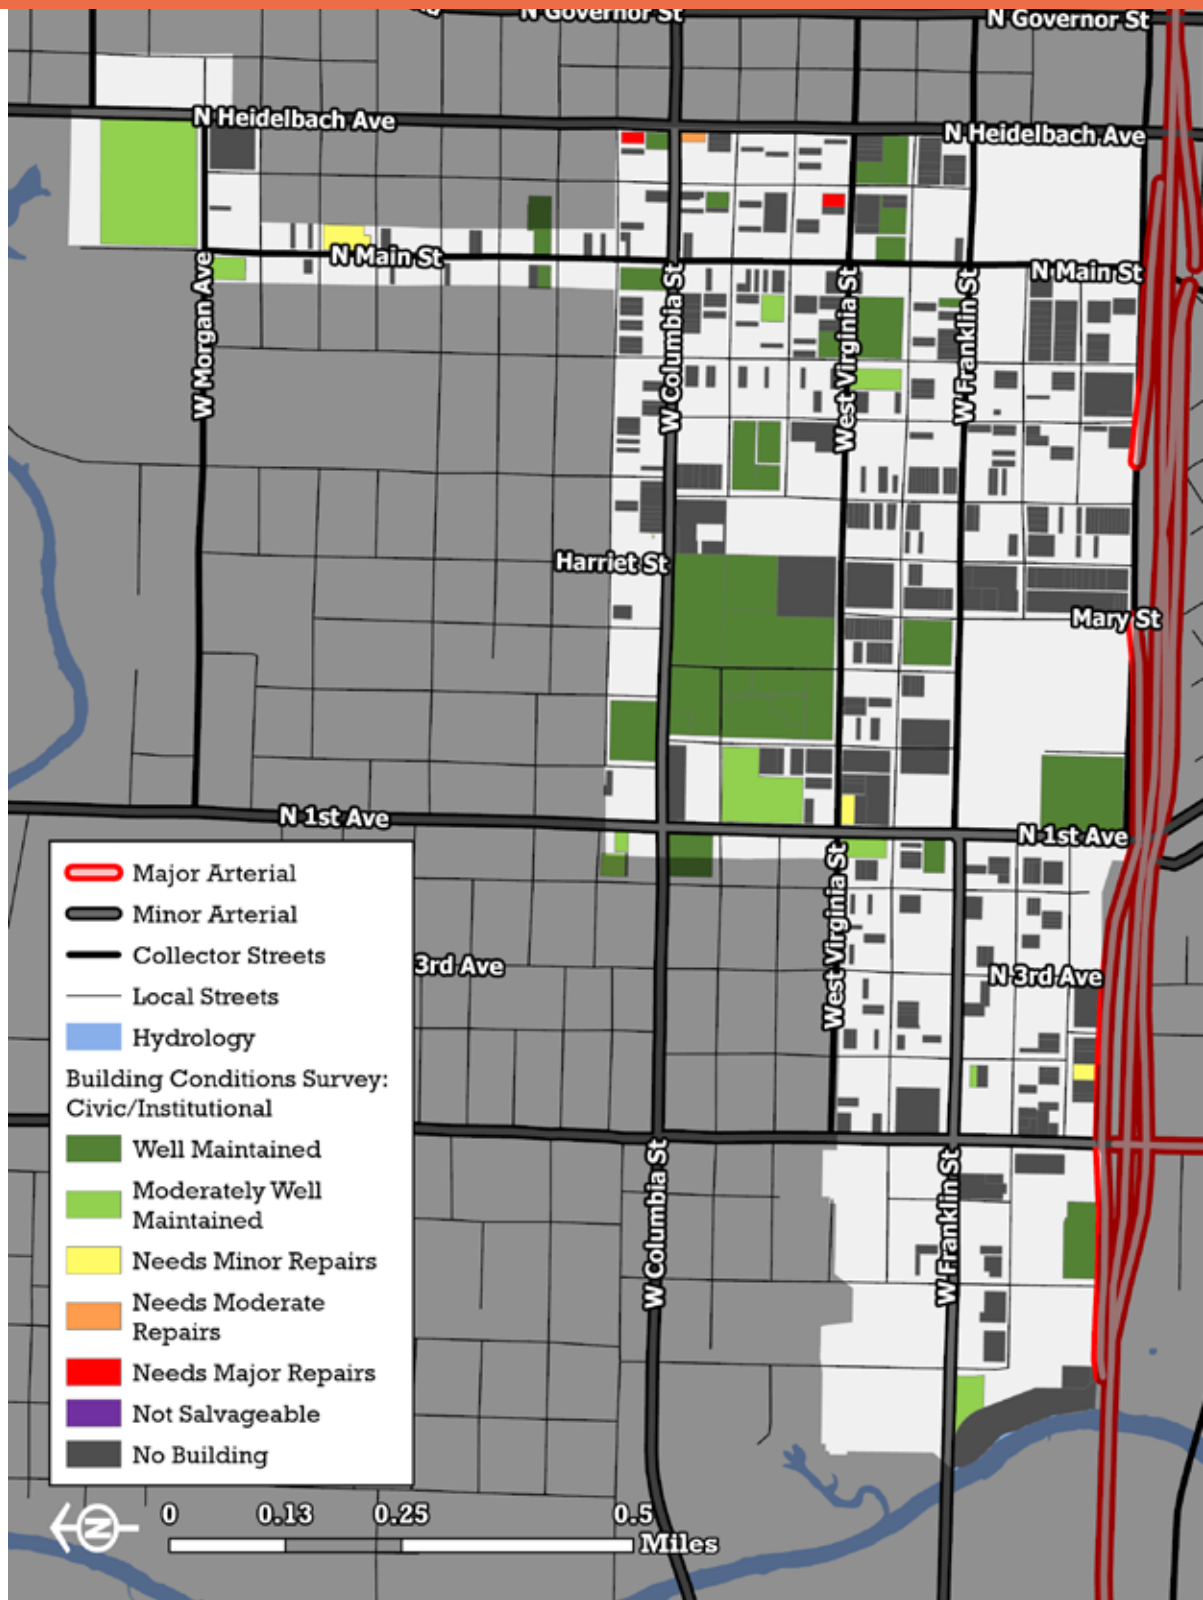 N Governor St
N Governor St
N Heidelbach Ave
N Heidelbach Ave
N Main St
N Main St
W Morgan Ave
W Columbia St
West Virginia St
W Franklin St
Harriet St
Mary St
N 1st Ave
N 1st Ave
West Virginia St
3rd Ave
N 3rd Ave
W Columbia St
W Franklin St
Major Arterial
Minor Arterial
Collector Streets
Local Streets
Hydrology
Building Conditions Survey:
Civic/Institutional
Well Maintained
Moderately Well
Maintained
Needs Minor Repairs
Needs Moderate
Repairs
Needs Major Repairs
Not Salvageable
No Building
N
0 0.13 0.25 0.5
Miles